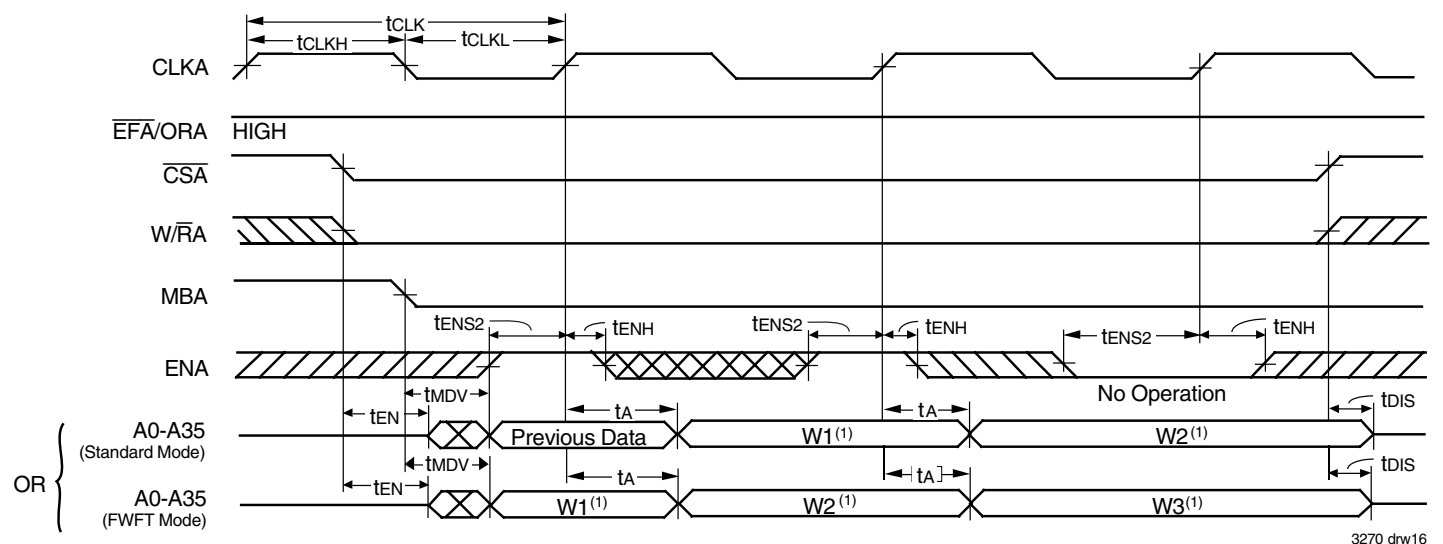 tCLK
tCLKH
tCLKL
CLKA
EFA/ORA
HIGH
CSA
W/RA
MBA
tENS2
tENH
tENS2
tENH
tENS2
tENH
ENA
No Operation
tMDV
tEN
tA
tA
tDIS
A0-A35
(Standard Mode)
Previous Data
W1(1)
W2(1)
OR
tMDV
tEN
tA
tA
tDIS
A0-A35
(FWFT Mode)
W1(1)
W2(1)
W3(1)
3270 drw16